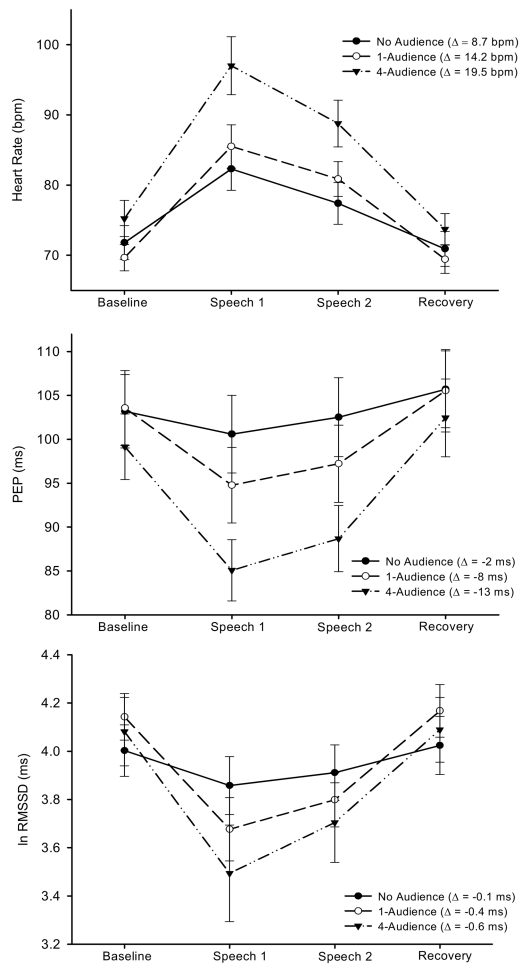 Heart Rate (bpm)
100
90
80
70
No Audience (Δ = 8.7 bpm)
1-Audience (Δ = 14.2 bpm)
4-Audience (Δ = 19.5 bpm)
Baseline Speech 1 Speech 2 Recovery
PEP (ms)
110
105
100
95
90
85
80
No Audience (Δ = -2 ms)
1-Audience (Δ = -8 ms)
4-Audience (Δ = -13 ms)
Baseline Speech 1 Speech 2 Recovery
ln RMSSD (ms)
4.4
4.2
4.0
3.8
3.6
3.4
3.2
No Audience (Δ = -0.1 ms)
1-Audience (Δ = -0.4 ms)
4-Audience (Δ = -0.6 ms)
Baseline Speech 1 Speech 2 Recovery